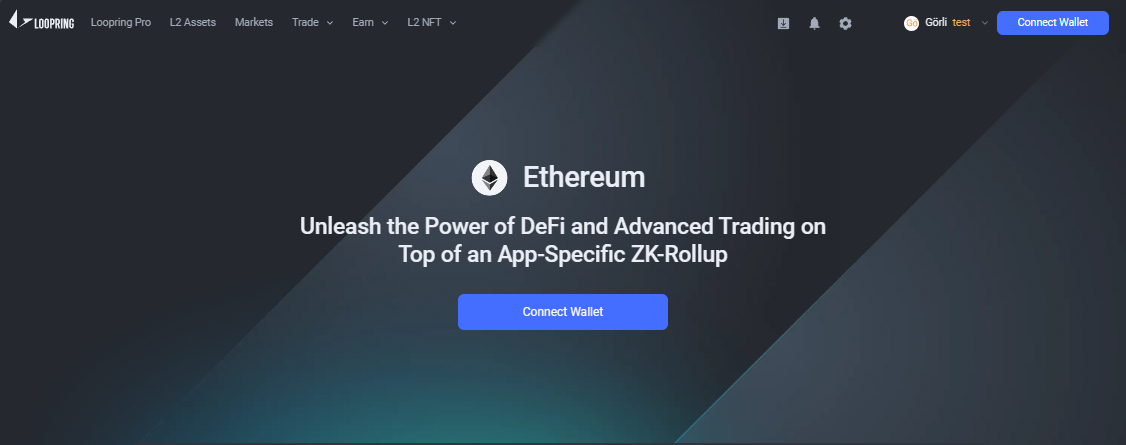 LOOPRING Loopring Pro L2 Assets Markets Trade Earn L2 NFT Go Görli test Connect Wallet
Ethereum
Unleash the Power of DeFi and Advanced Trading on
Top of an App-Specific ZK-Rollup
Connect Wallet